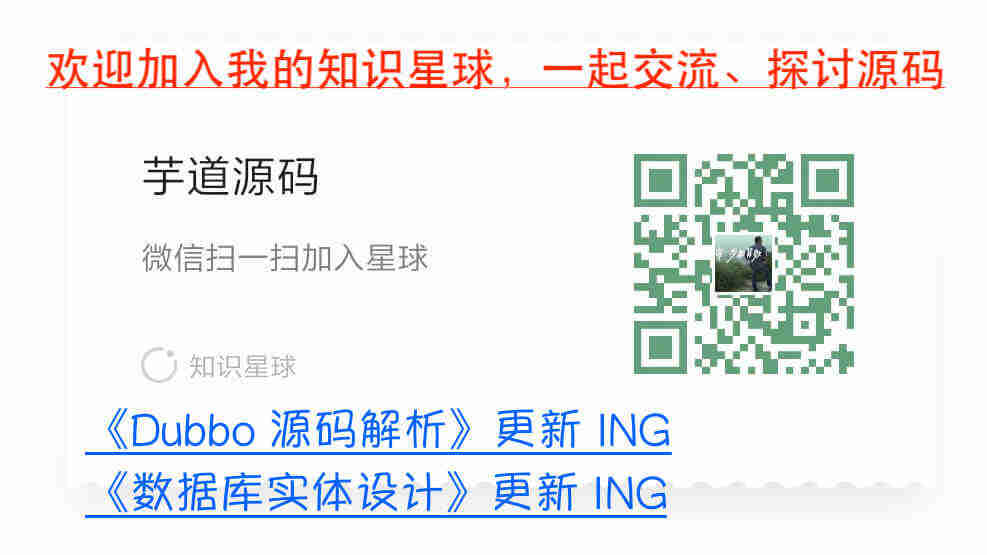 欢迎加入我的知识星球，一起交流、探讨源码
芋道源码
微信扫一扫加入星球
知识星球
《Dubbo 源码解析》更新 ING
《数据库实体设计》更新 ING